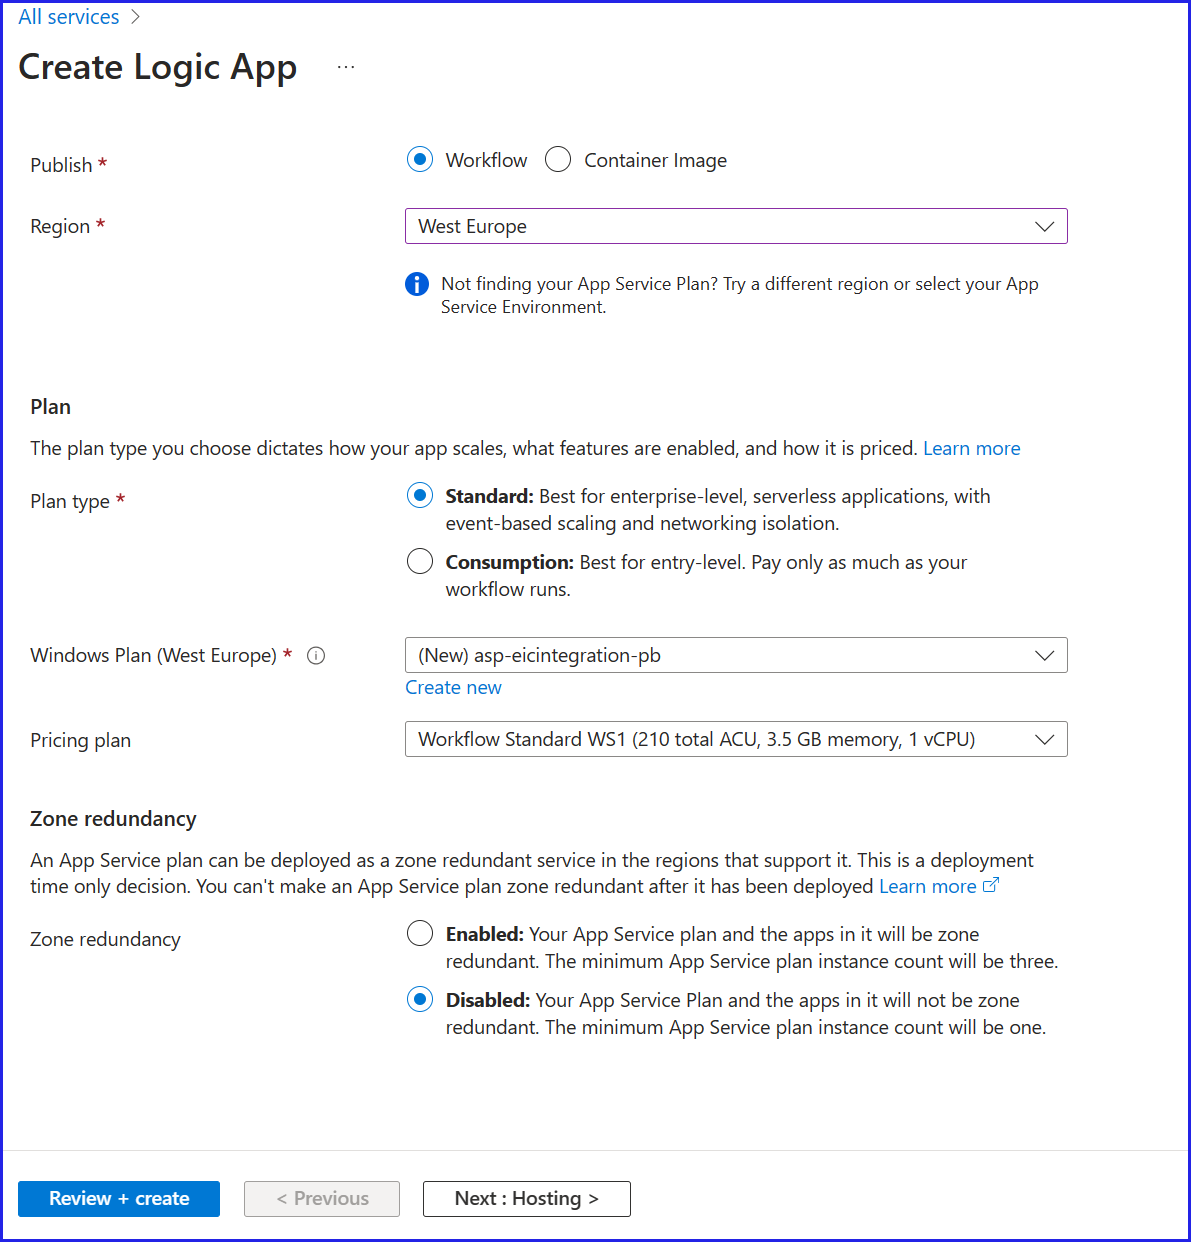 All services >
Create Logic App ...
Publish * Workflow Container Image
Region * West Europe
Not finding your App Service Plan? Try a different region or select your App
Service Environment.
Plan
The plan type you choose dictates how your app scales, what features are enabled, and how it is priced. Learn more
Plan type * Standard: Best for enterprise-level, serverless applications, with
event-based scaling and networking isolation.
Consumption: Best for entry-level. Pay only as much as your
workflow runs.
Windows Plan (West Europe) * (New) asp-eicintegration-pb
Create new
Pricing plan Workflow Standard WS1 (210 total ACU, 3.5 GB memory, 1 vCPU)
Zone redundancy
An App Service plan can be deployed as a zone redundant service in the regions that support it. This is a deployment
time only decision. You can't make an App Service plan zone redundant after it has been deployed Learn more
Zone redundancy Enabled: Your App Service plan and the apps in it will be zone
redundant. The minimum App Service plan instance count will be three.
Disabled: Your App Service Plan and the apps in it will not be zone
redundant. The minimum App Service plan instance count will be one.
Review + create < Previous Next : Hosting >